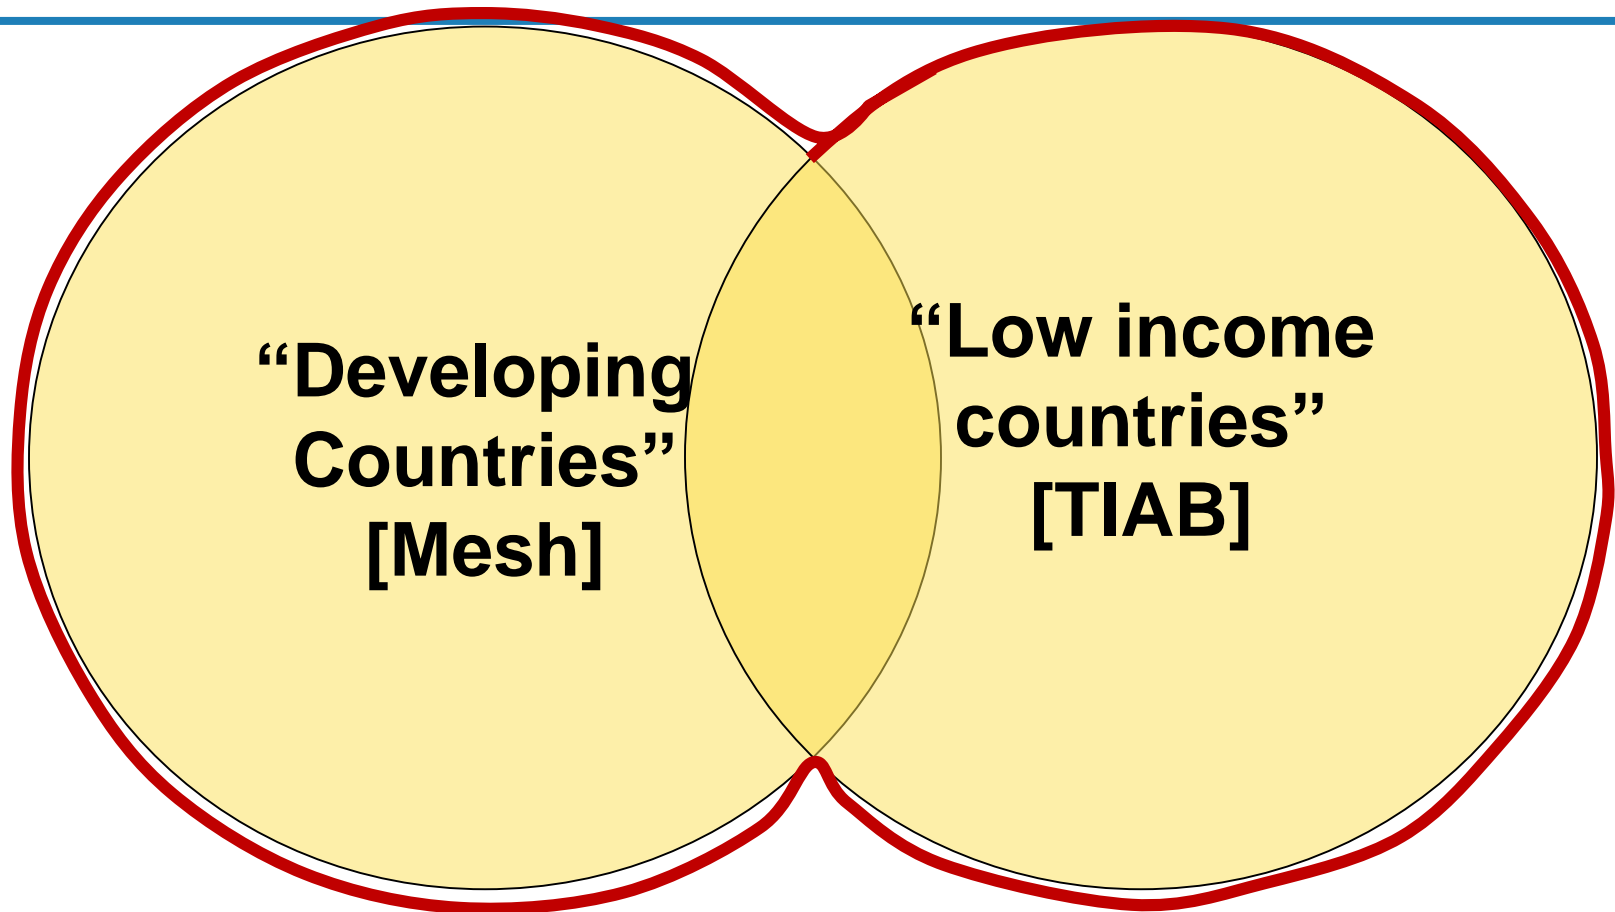 “Developing
Countries”
[Mesh]
“Low income
countries”
[TIAB]